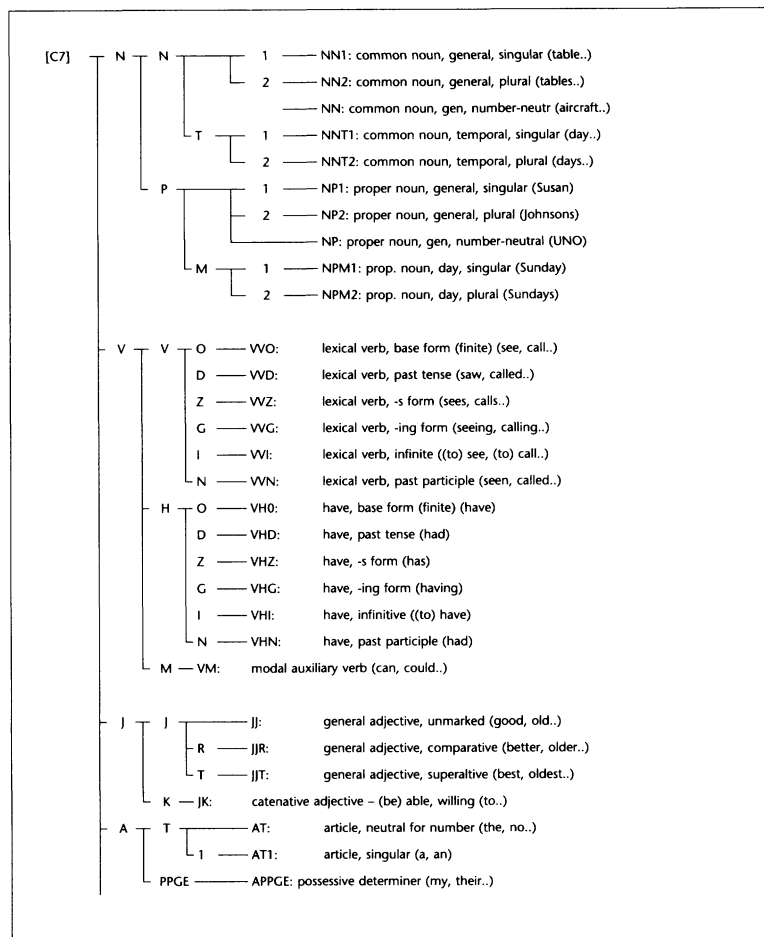 [C7] N N 1 NN1: common noun, general, singular (table..)
2 NN2: common noun, general, plural (tables..)
NN: common noun, gen, number-neutr (aircraft..)
T 1 NNT1: common noun, temporal, singular (day..)
2 NNT2: common noun, temporal, plural (days..)
P 1 NP1: proper noun, general, singular (Susan)
2 NP2: proper noun, general, plural (Johnsons)
NP: proper noun, gen, number-neutral (UNO)
M 1 NPM1: prop. noun, day, singular (Sunday)
2 NPM2: prop. noun, day, plural (Sundays)
V V O VVO: lexical verb, base form (finite) (see, call..)
D VVD: lexical verb, past tense (saw, called..)
Z VVZ: lexical verb, -s form (sees, calls..)
G VVG: lexical verb, -ing form (seeing, calling..)
I VVI: lexical verb, infinite ((to) see, (to) call..)
N VVN: lexical verb, past participle (seen, called..)
H O VH0: have, base form (finite) (have)
D VHD: have, past tense (had)
Z VHZ: have, -s form (has)
G VHG: have, -ing form (having)
I VHI: have, infinitive ((to) have)
N VHN: have, past participle (had)
M VM: modal auxiliary verb (can, could..)
J J JJ: general adjective, unmarked (good, old..)
R JJR: general adjective, comparative (better, older..)
T JJT: general adjective, superaltive (best, oldest..)
K JK: catenative adjective – (be) able, willing (to..)
A T AT: article, neutral for number (the, no..)
1 AT1: article, singular (a, an)
PPGE APPGE: possessive determiner (my, their..)